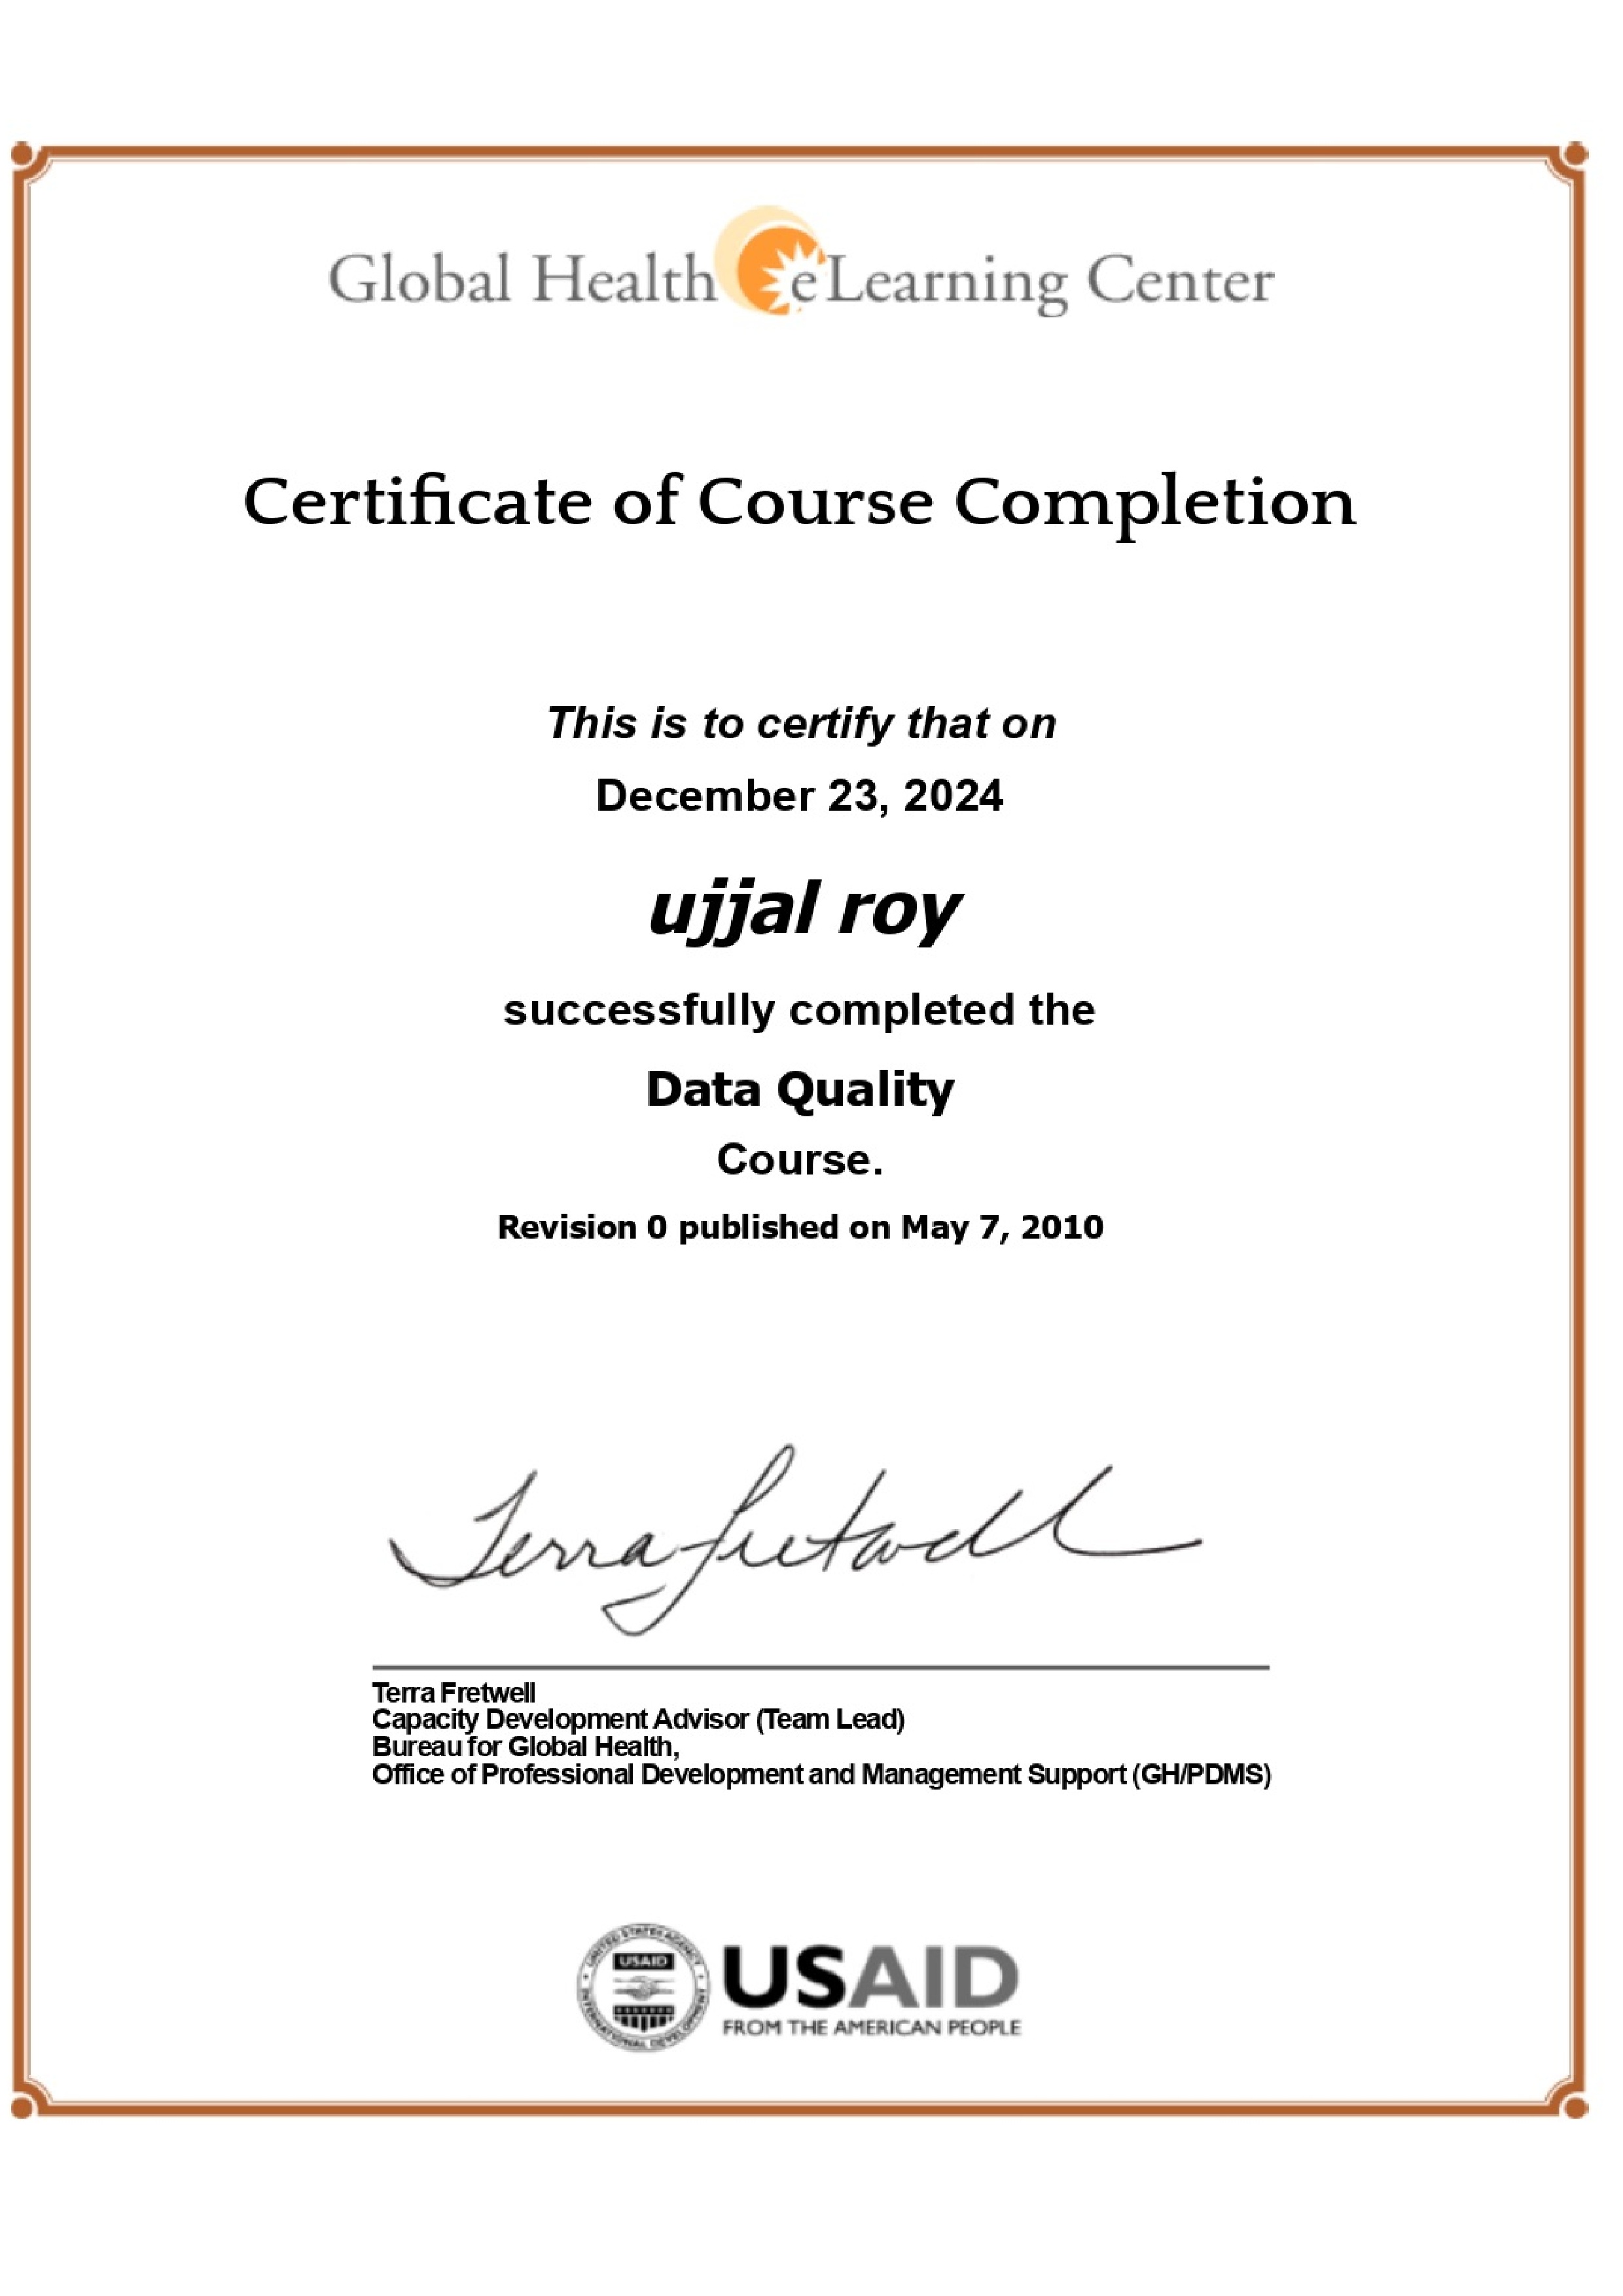 Global Health eLearning Center
Certificate of Course Completion
This is to certify that on
December 23, 2024
ujjal roy
successfully completed the
Data Quality
Course.
Revision 0 published on May 7, 2010
Terra Fretwell
Terra Fretwell
Capacity Development Advisor (Team Lead)
Bureau for Global Health,
Office of Professional Development and Management Support (GH/PDMS)
UNITED STATES AGENCY
USAID
INTERNATIONAL DEVELOPMENT
USAID
FROM THE AMERICAN PEOPLE